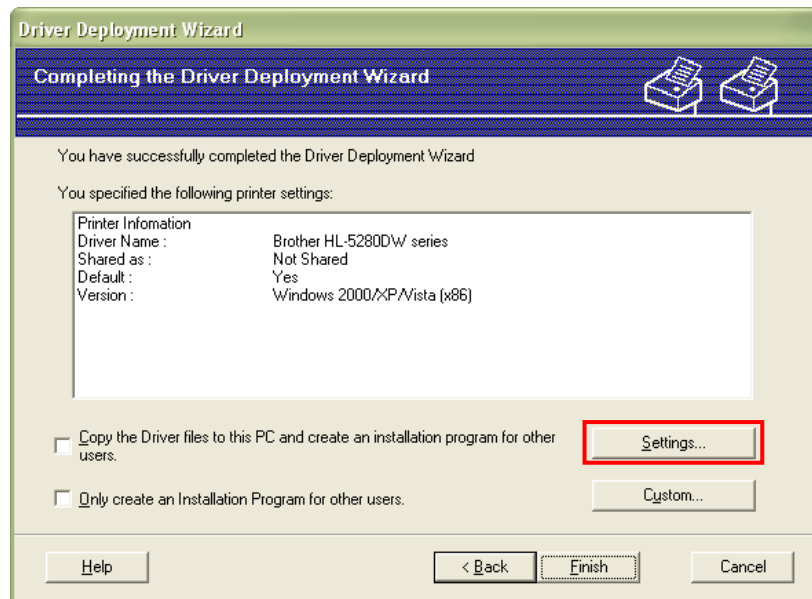 Driver Deployment Wizard
Completing the Driver Deployment Wizard
You have successfully completed the Driver Deployment Wizard
You specified the following printer settings:
Printer Infomation
Driver Name : Brother HL-5280DW series
Shared as : Not Shared
Default : Yes
Version : Windows 2000/XP/Vista (x86)
Copy the Driver files to this PC and create an installation program for other
users.
Settings...
Only create an Installation Program for other users.
Custom...
Help
< Back
Finish
Cancel